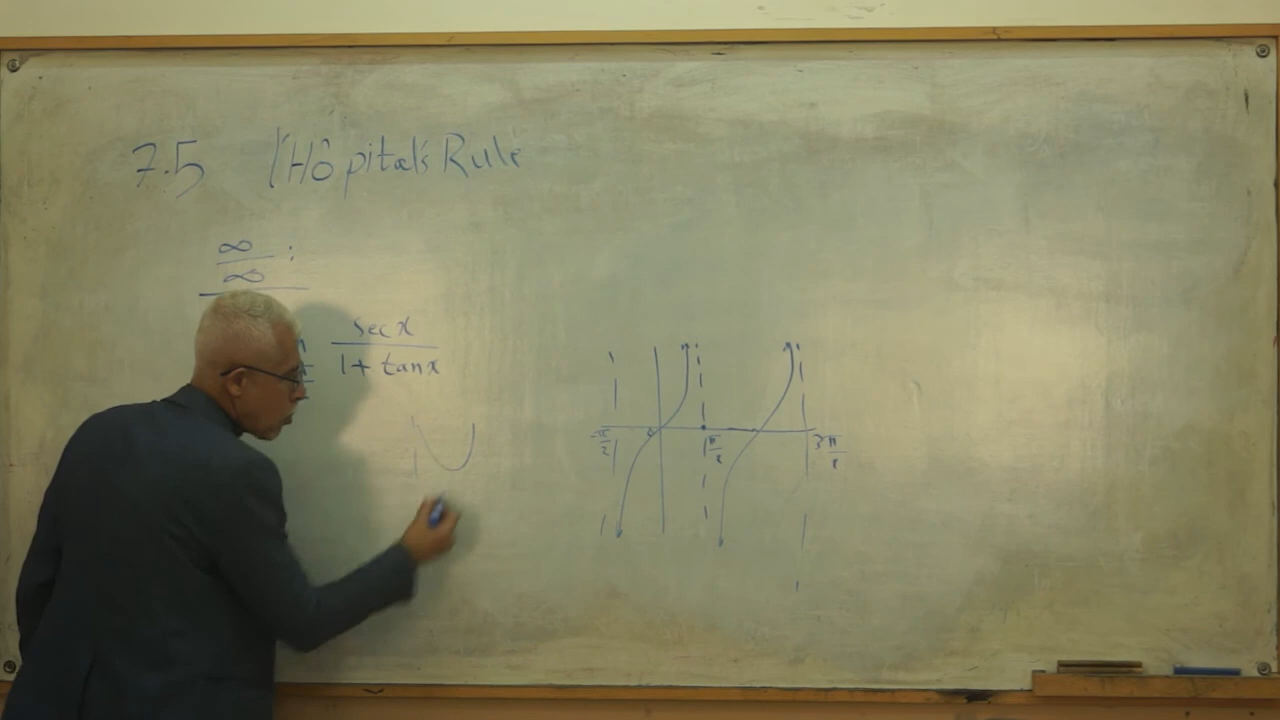 7.5 l'Hôpital's Rule
∞
∞ :
sec x
1 + tan x
-π/2 π/2 3π/2